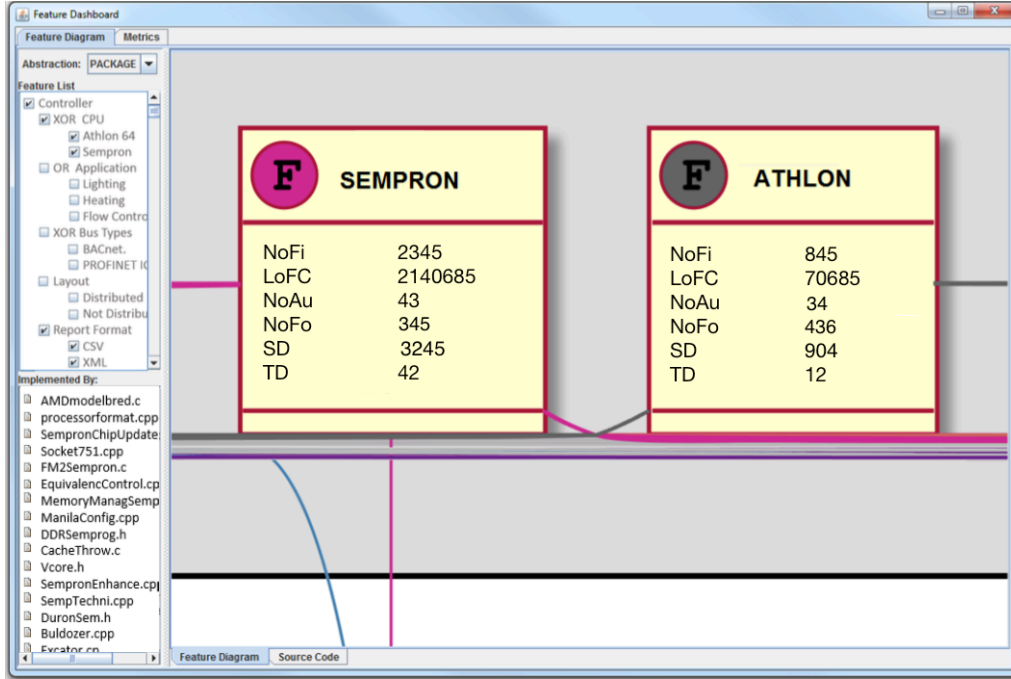 Feature Dashboard
Feature Diagram Metrics
Abstraction: PACKAGE
Feature List
Controller
XOR CPU
Athlon 64
Sempron
OR Application
Lighting
Heating
Flow Contro
XOR Bus Types
BACnet.
PROFINET IO
Layout
Distributed
Not Distribu
Report Format
CSV
XML
Implemented By:
AMDmodelbred.c
processorformat.cpp
SempronChipUpdate
Socket751.cpp
FM2Sempron.c
EquivalencControl.cp
MemoryManagSemp
ManilaConfig.cpp
DDRSemprog.h
CacheThrow.c
Vcore.h
SempronEnhance.cpp
SempTechni.cpp
DuronSem.h
Buldozer.cpp
Excator.cp
F SEMPRON
NoFi 2345
LoFC 2140685
NoAu 43
NoFo 345
SD 3245
TD 42
F ATHLON
NoFi 845
LoFC 70685
NoAu 34
NoFo 436
SD 904
TD 12
Feature Diagram Source Code